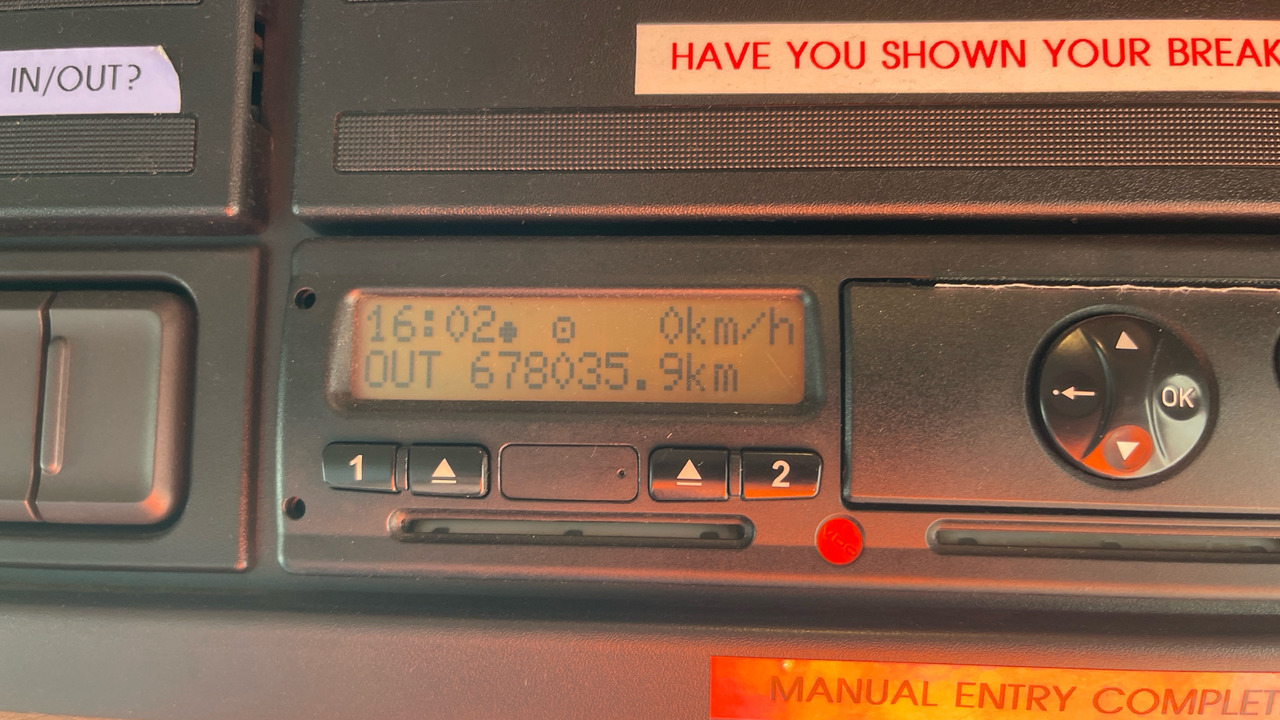 IN/OUT?
HAVE YOU SHOWN YOUR BREAK
16:02 0km/h
OUT 678035.9km
1
2
OK
MANUAL ENTRY COMPLET